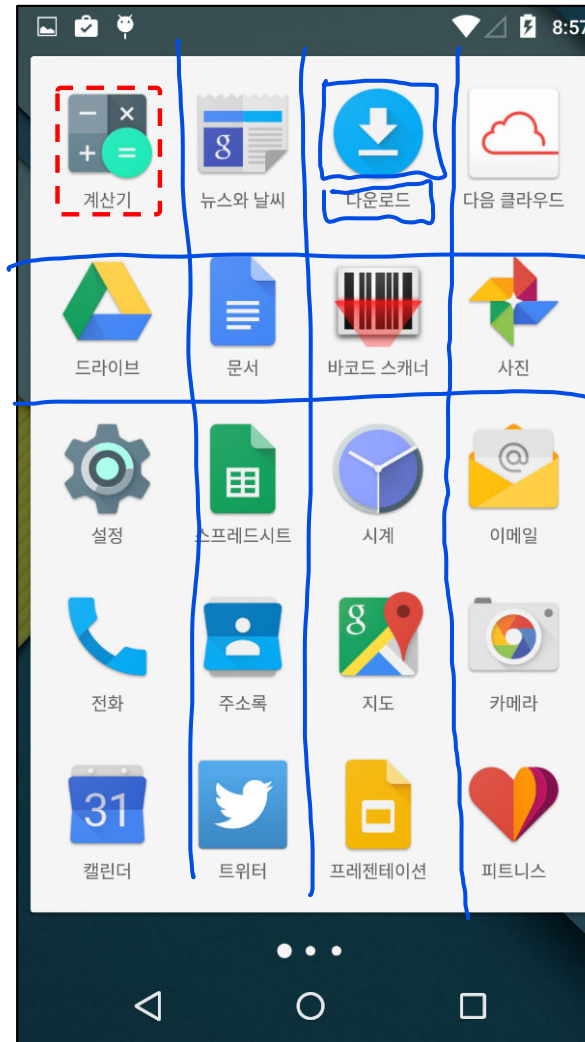 8:57
계산기 뉴스와 날씨 다운로드 다음 클라우드
드라이브 문서 바코드 스캐너 사진
설정 스프레드시트 시계 이메일
전화 주소록 지도 카메라
31
캘린더 트위터 프레젠테이션 피트니스